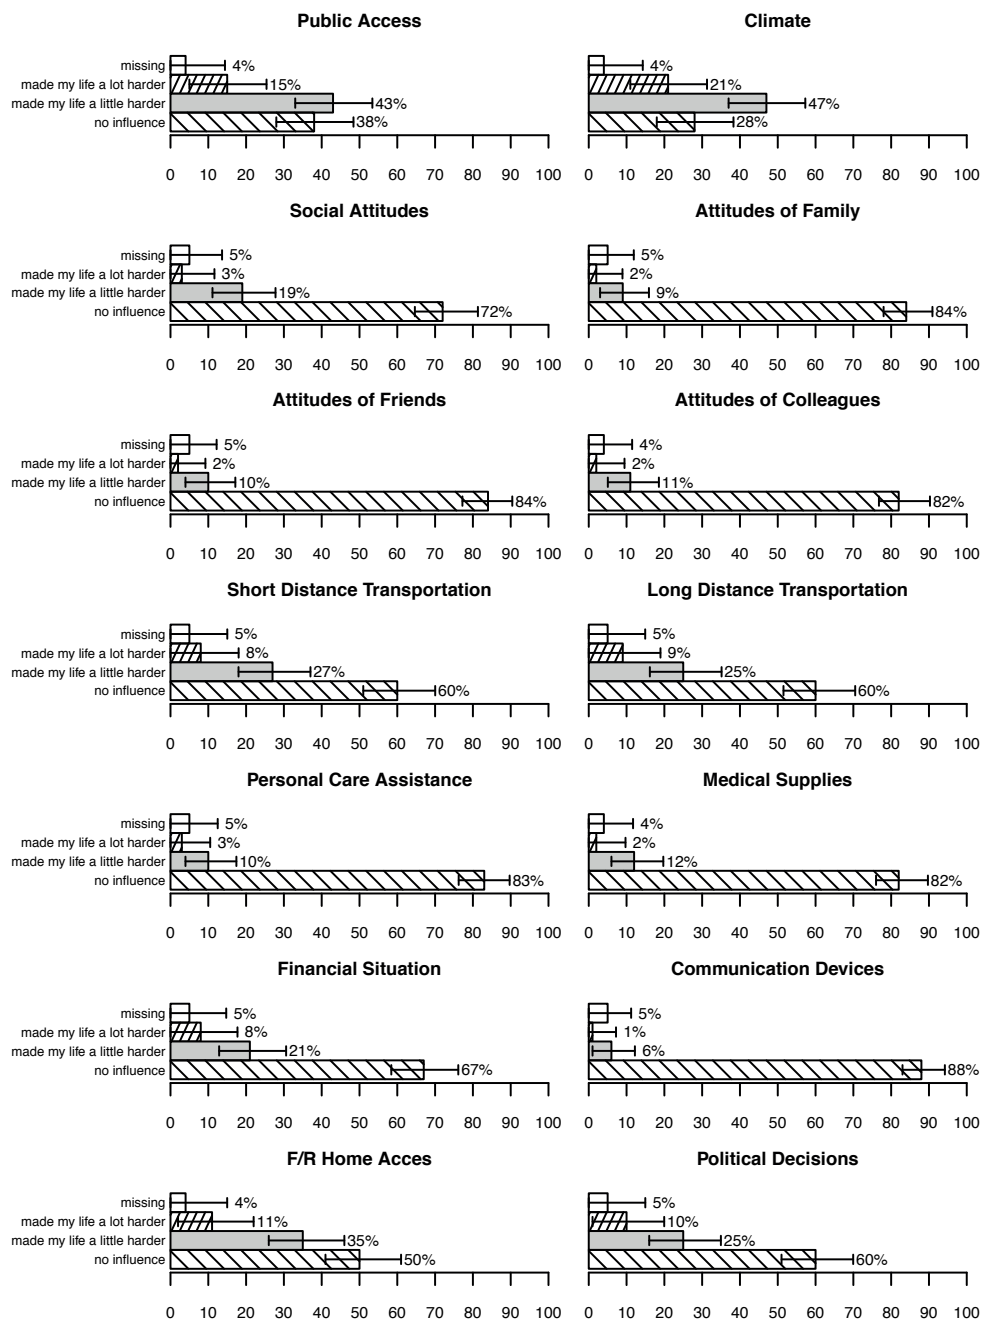 Public Access Climate
missing 4% 4%
made my life a lot harder 15% 21%
made my life a little harder 43% 47%
no influence 38% 28%
0 10 20 30 40 50 60 70 80 90 100 0 10 20 30 40 50 60 70 80 90 100
Social Attitudes Attitudes of Family
missing 5% 5%
made my life a lot harder 3% 2%
made my life a little harder 19% 9%
no influence 72% 84%
0 10 20 30 40 50 60 70 80 90 100 0 10 20 30 40 50 60 70 80 90 100
Attitudes of Friends Attitudes of Colleagues
missing 5% 4%
made my life a lot harder 2% 2%
made my life a little harder 10% 11%
no influence 84% 82%
0 10 20 30 40 50 60 70 80 90 100 0 10 20 30 40 50 60 70 80 90 100
Short Distance Transportation Long Distance Transportation
missing 5% 5%
made my life a lot harder 8% 9%
made my life a little harder 27% 25%
no influence 60% 60%
0 10 20 30 40 50 60 70 80 90 100 0 10 20 30 40 50 60 70 80 90 100
Personal Care Assistance Medical Supplies
missing 5% 4%
made my life a lot harder 3% 2%
made my life a little harder 10% 12%
no influence 83% 82%
0 10 20 30 40 50 60 70 80 90 100 0 10 20 30 40 50 60 70 80 90 100
Financial Situation Communication Devices
missing 5% 5%
made my life a lot harder 8% 1%
made my life a little harder 21% 6%
no influence 67% 88%
0 10 20 30 40 50 60 70 80 90 100 0 10 20 30 40 50 60 70 80 90 100
F/R Home Acces Political Decisions
missing 4% 5%
made my life a lot harder 11% 10%
made my life a little harder 35% 25%
no influence 50% 60%
0 10 20 30 40 50 60 70 80 90 100 0 10 20 30 40 50 60 70 80 90 100